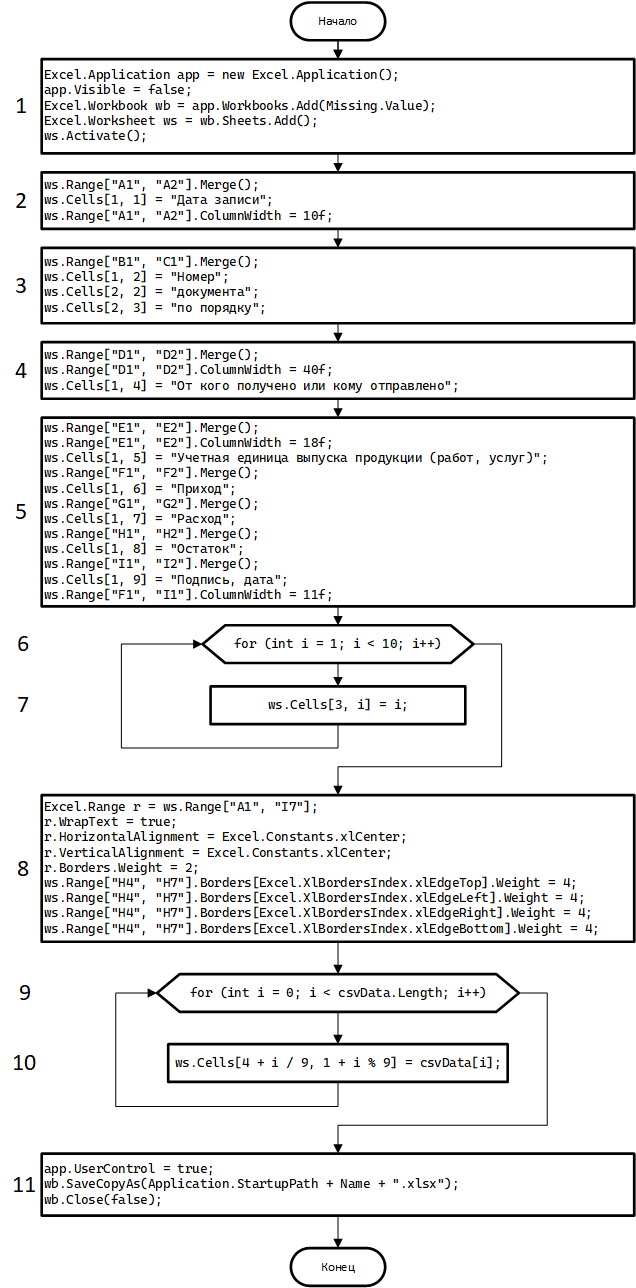 Начало
1
Excel.Application app = new Excel.Application();
app.Visible = false;
Excel.Workbook wb = app.Workbooks.Add(Missing.Value);
Excel.Worksheet ws = wb.Sheets.Add();
ws.Activate();
2
ws.Range["A1", "A2"].Merge();
ws.Cells[1, 1] = "Дата записи";
ws.Range["A1", "A2"].ColumnWidth = 10f;
3
ws.Range["B1", "C1"].Merge();
ws.Cells[1, 2] = "Номер";
ws.Cells[2, 2] = "документа";
ws.Cells[2, 3] = "по порядку";
4
ws.Range["D1", "D2"].Merge();
ws.Range["D1", "D2"].ColumnWidth = 40f;
ws.Cells[1, 4] = "От кого получено или кому отправлено";
5
ws.Range["E1", "E2"].Merge();
ws.Range["E1", "E2"].ColumnWidth = 18f;
ws.Cells[1, 5] = "Учетная единица выпуска продукции (работ, услуг)";
ws.Range["F1", "F2"].Merge();
ws.Cells[1, 6] = "Приход";
ws.Range["G1", "G2"].Merge();
ws.Cells[1, 7] = "Расход";
ws.Range["H1", "H2"].Merge();
ws.Cells[1, 8] = "Остаток";
ws.Range["I1", "I2"].Merge();
ws.Cells[1, 9] = "Подпись, дата";
ws.Range["F1", "I1"].ColumnWidth = 11f;
6
for (int i = 1; i < 10; i++)
7
ws.Cells[3, i] = i;
8
Excel.Range r = ws.Range["A1", "I7"];
r.WrapText = true;
r.HorizontalAlignment = Excel.Constants.xlCenter;
r.VerticalAlignment = Excel.Constants.xlCenter;
r.Borders.Weight = 2;
ws.Range["H4", "H7"].Borders[Excel.XlBordersIndex.xlEdgeTop].Weight = 4;
ws.Range["H4", "H7"].Borders[Excel.XlBordersIndex.xlEdgeLeft].Weight = 4;
ws.Range["H4", "H7"].Borders[Excel.XlBordersIndex.xlEdgeRight].Weight = 4;
ws.Range["H4", "H7"].Borders[Excel.XlBordersIndex.xlEdgeBottom].Weight = 4;
9
for (int i = 0; i < csvData.Length; i++)
10
ws.Cells[4 + i / 9, 1 + i % 9] = csvData[i];
11
app.UserControl = true;
wb.SaveCopyAs(Application.StartupPath + Name + ".xlsx");
wb.Close(false);
Конец